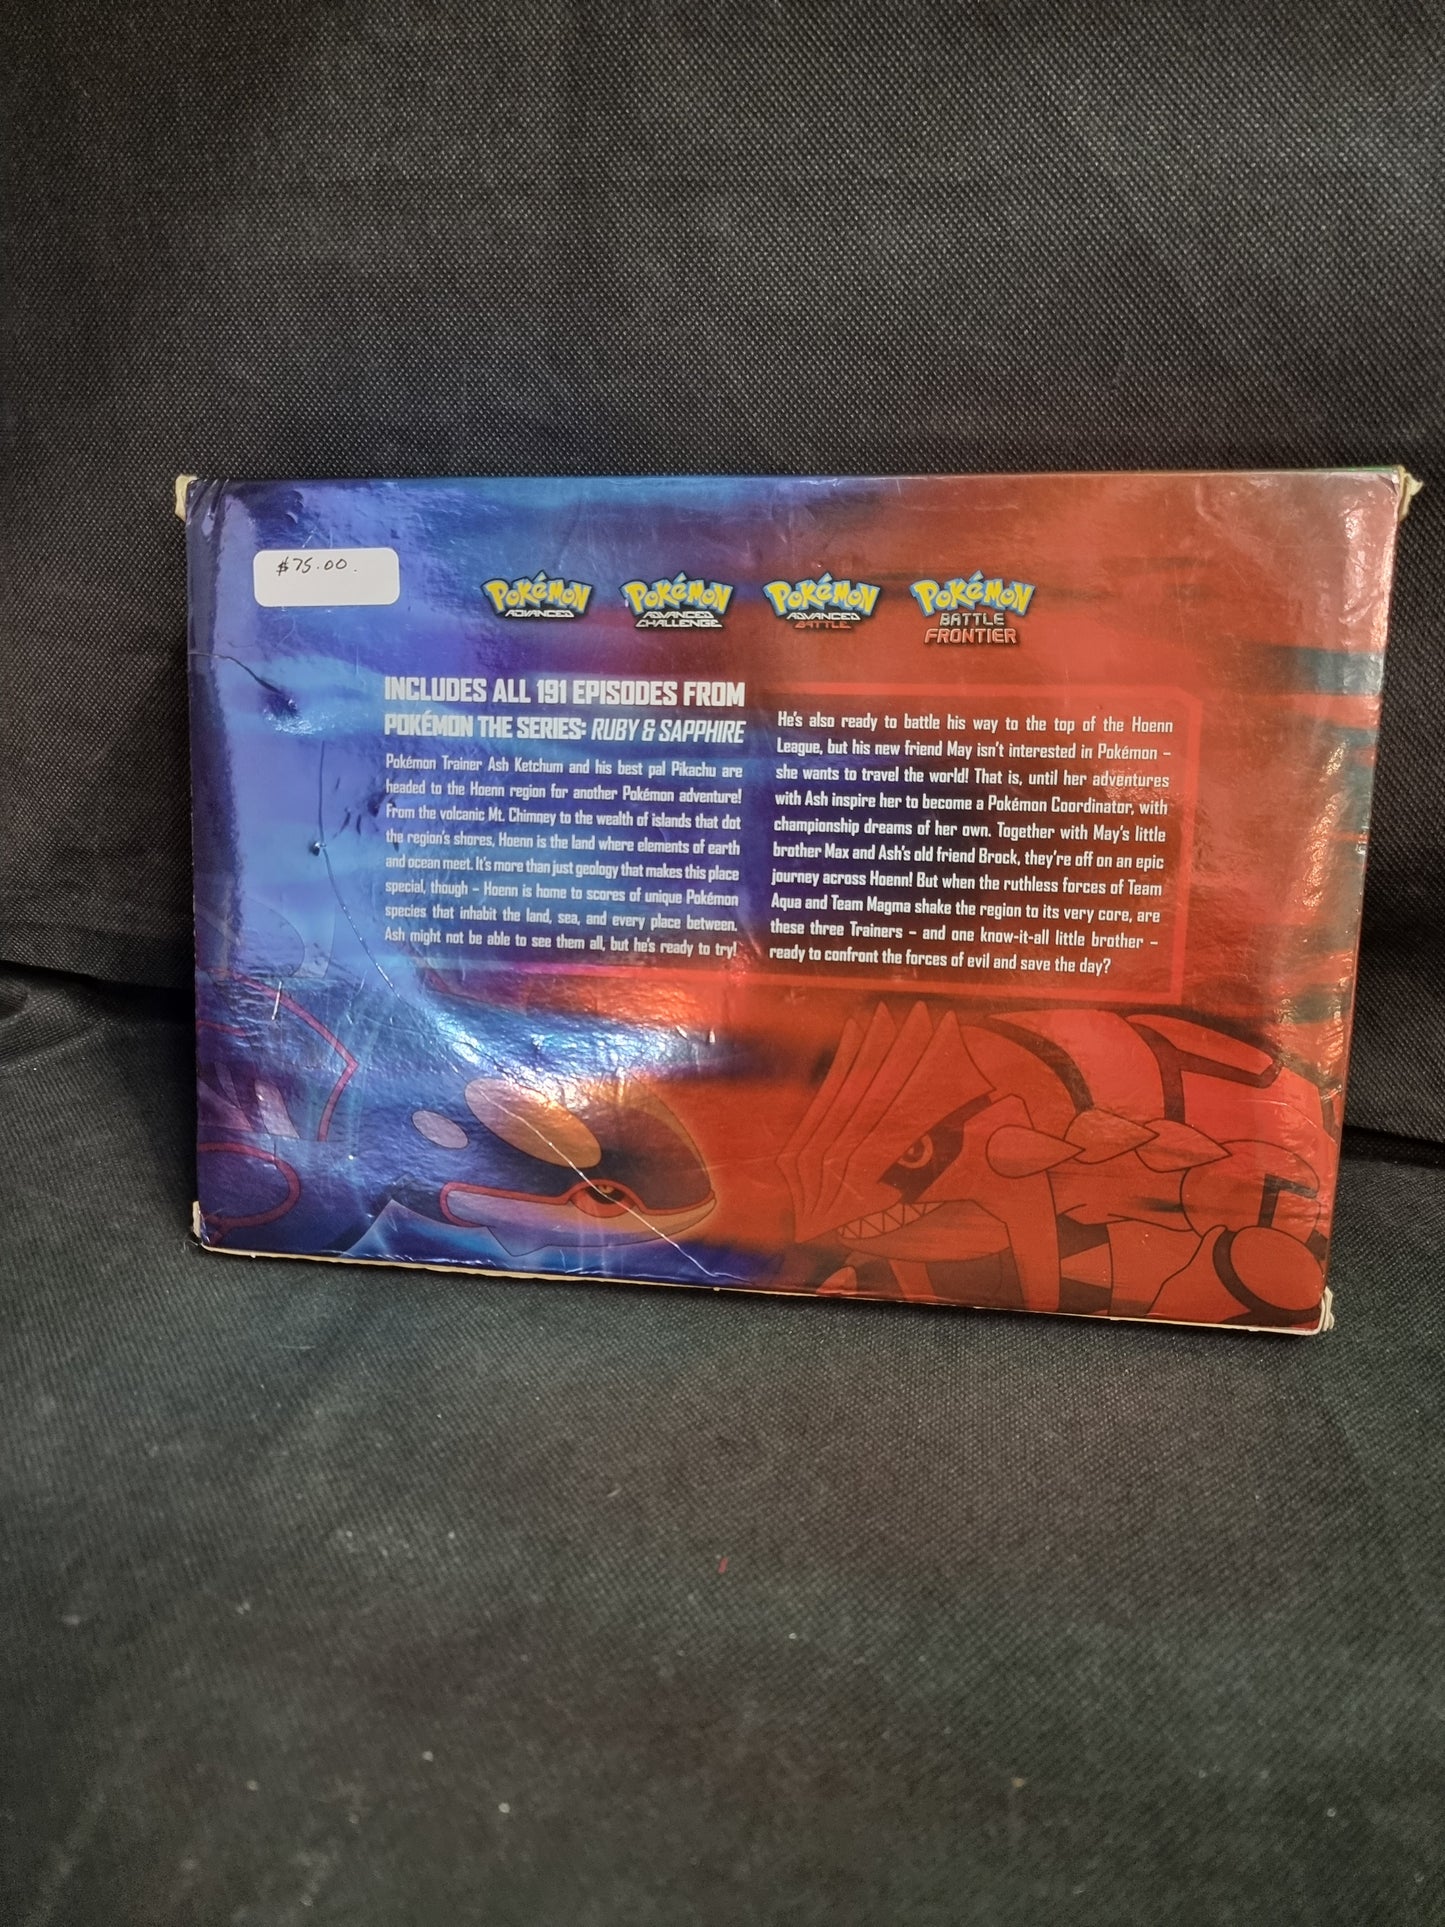 $75.00.
POKéMON
ADVANCED
POKéMON
ADVANCED
CHALLENGE
POKéMON
ADVANCED
BATTLE
POKéMON
BATTLE
FRONTIER
INCLUDES ALL 191 EPISODES FROM
POKÉMON THE SERIES: RUBY & SAPPHIRE
Pokémon Trainer Ash Ketchum and his best pal Pikachu are
headed to the Hoenn region for another Pokémon adventure!
From the volcanic Mt. Chimney to the wealth of islands that dot
the region's shores, Hoenn is the land where elements of earth
and ocean meet. It's more than just geology that makes this place
special, though – Hoenn is home to scores of unique Pokémon
species that inhabit the land, sea, and every place between.
Ash might not be able to see them all, but he's ready to try!
He's also ready to battle his way to the top of the Hoenn
League, but his new friend May isn't interested in Pokémon –
she wants to travel the world! That is, until her adventures
with Ash inspire her to become a Pokémon Coordinator, with
championship dreams of her own. Together with May's little
brother Max and Ash's old friend Brock, they're off on an epic
journey across Hoenn! But when the ruthless forces of Team
Aqua and Team Magma shake the region to its very core, are
these three Trainers – and one know-it-all little brother –
ready to confront the forces of evil and save the day?